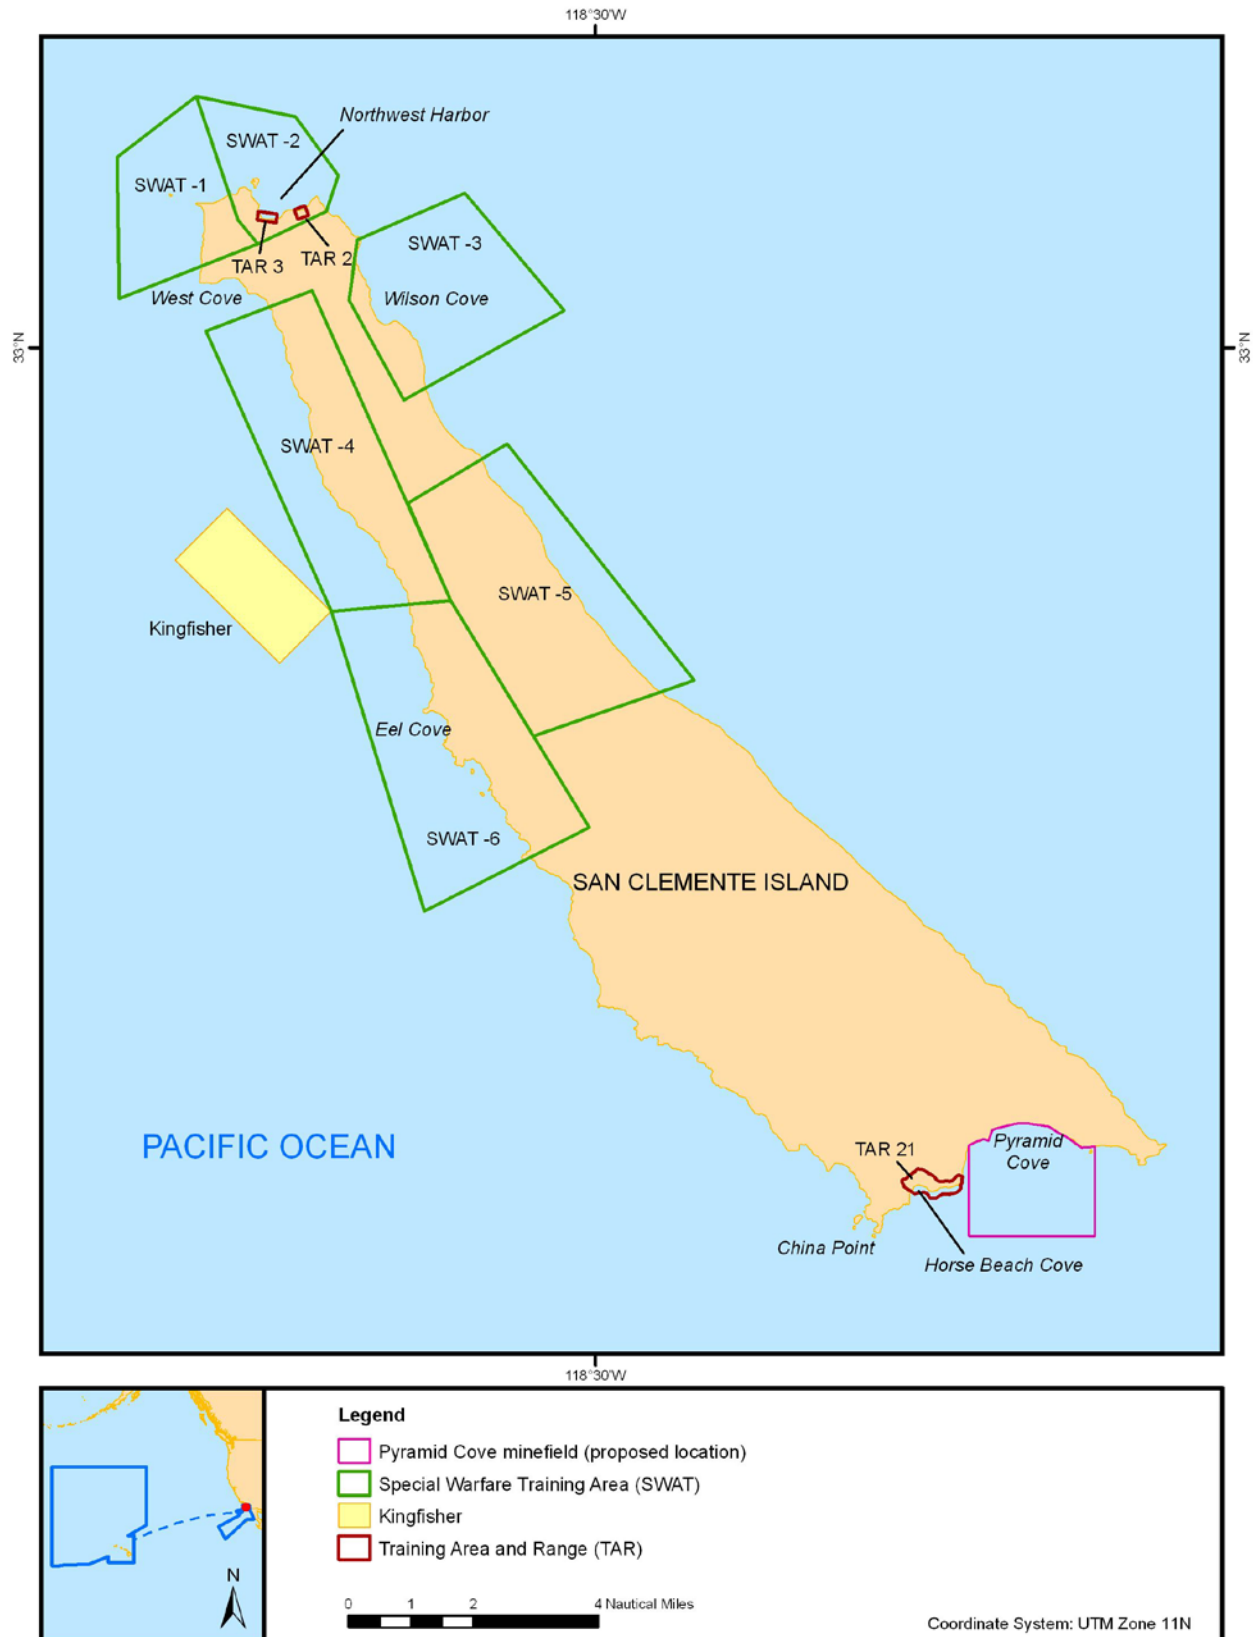 118°30'W
Northwest Harbor
SWAT -2
SWAT -1
SWAT -3
TAR 3
TAR 2
West Cove
Wilson Cove
33°N
33°N
SWAT -4
SWAT -5
Kingfisher
Eel Cove
SWAT -6
SAN CLEMENTE ISLAND
PACIFIC OCEAN
TAR 21
Pyramid
Cove
China Point
Horse Beach Cove
118°30'W
Legend
Pyramid Cove minefield (proposed location)
Special Warfare Training Area (SWAT)
Kingfisher
Training Area and Range (TAR)
N
0 1 2 4 Nautical Miles
Coordinate System: UTM Zone 11N